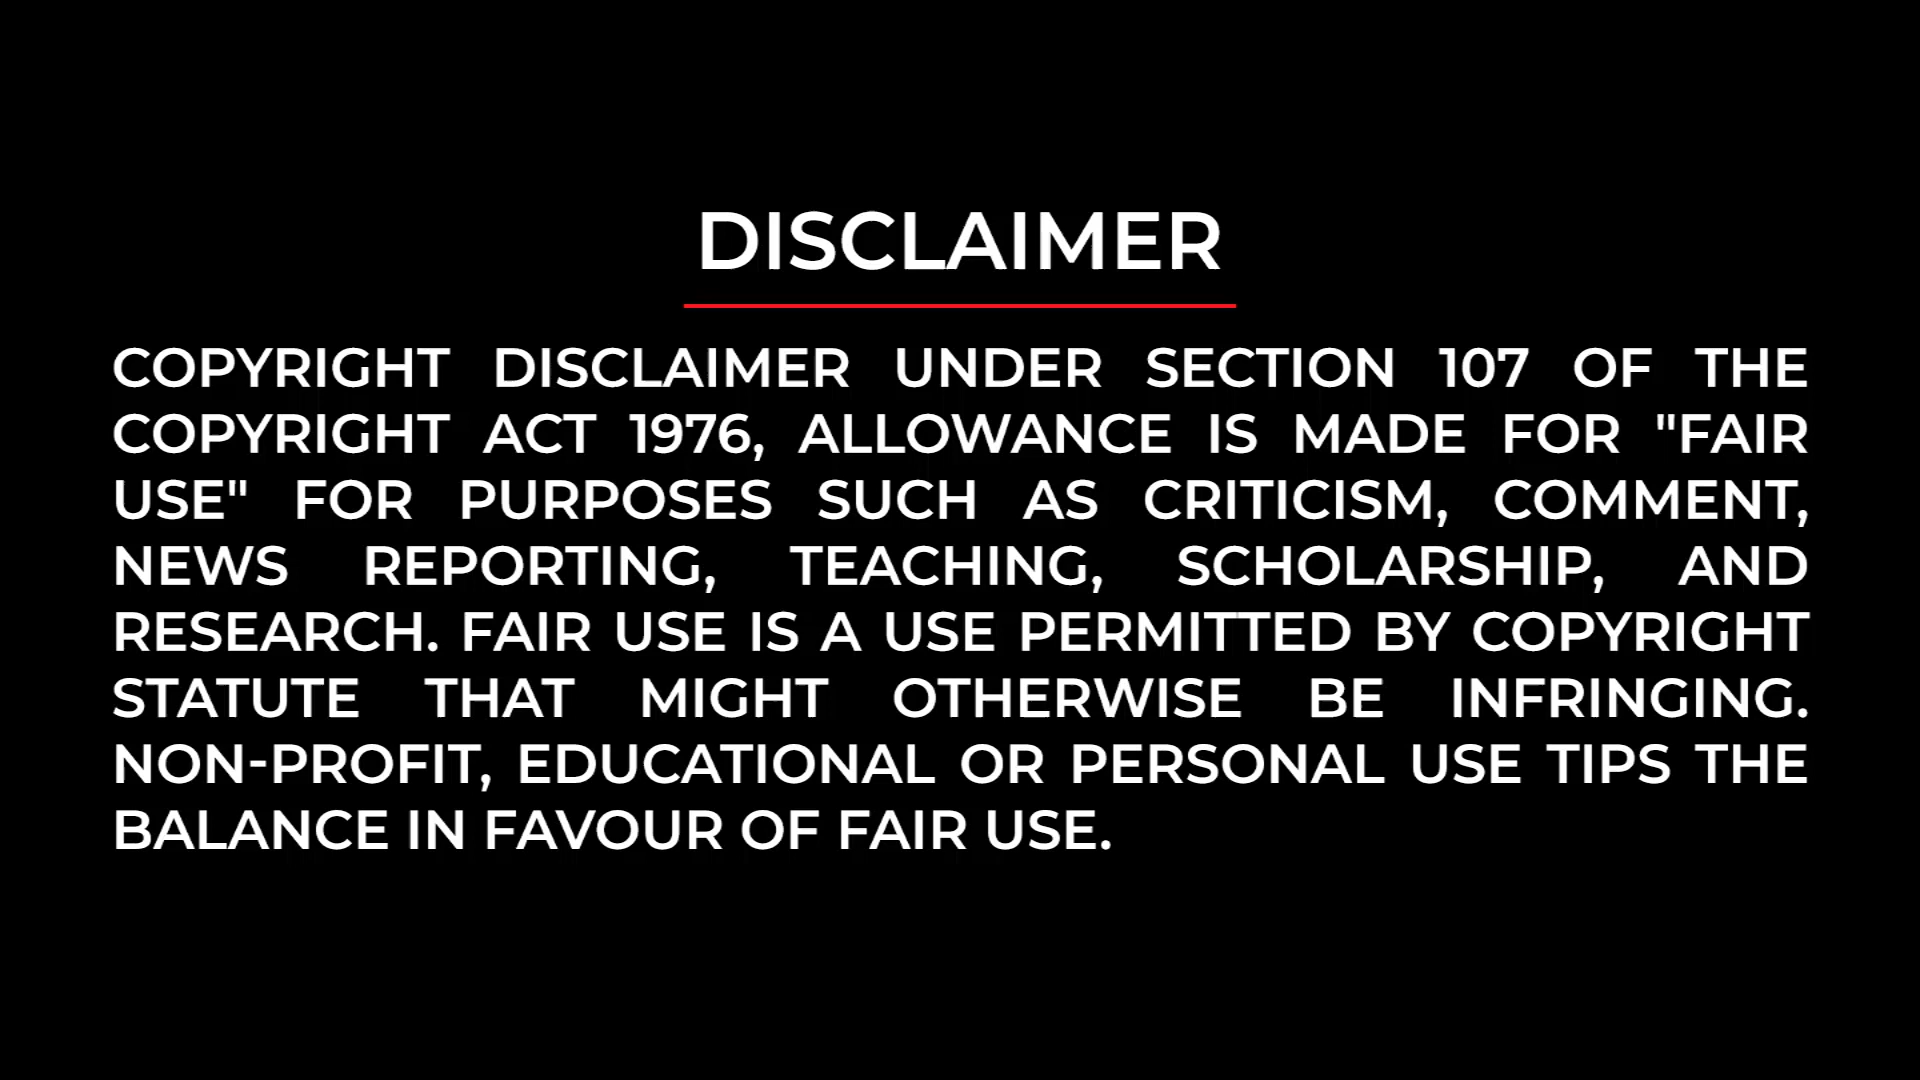 DISCLAIMER
COPYRIGHT DISCLAIMER UNDER SECTION 107 OF THE
COPYRIGHT ACT 1976, ALLOWANCE IS MADE FOR "FAIR
USE" FOR PURPOSES SUCH AS CRITICISM, COMMENT,
NEWS REPORTING, TEACHING, SCHOLARSHIP, AND
RESEARCH. FAIR USE IS A USE PERMITTED BY COPYRIGHT
STATUTE THAT MIGHT OTHERWISE BE INFRINGING.
NON-PROFIT, EDUCATIONAL OR PERSONAL USE TIPS THE
BALANCE IN FAVOUR OF FAIR USE.